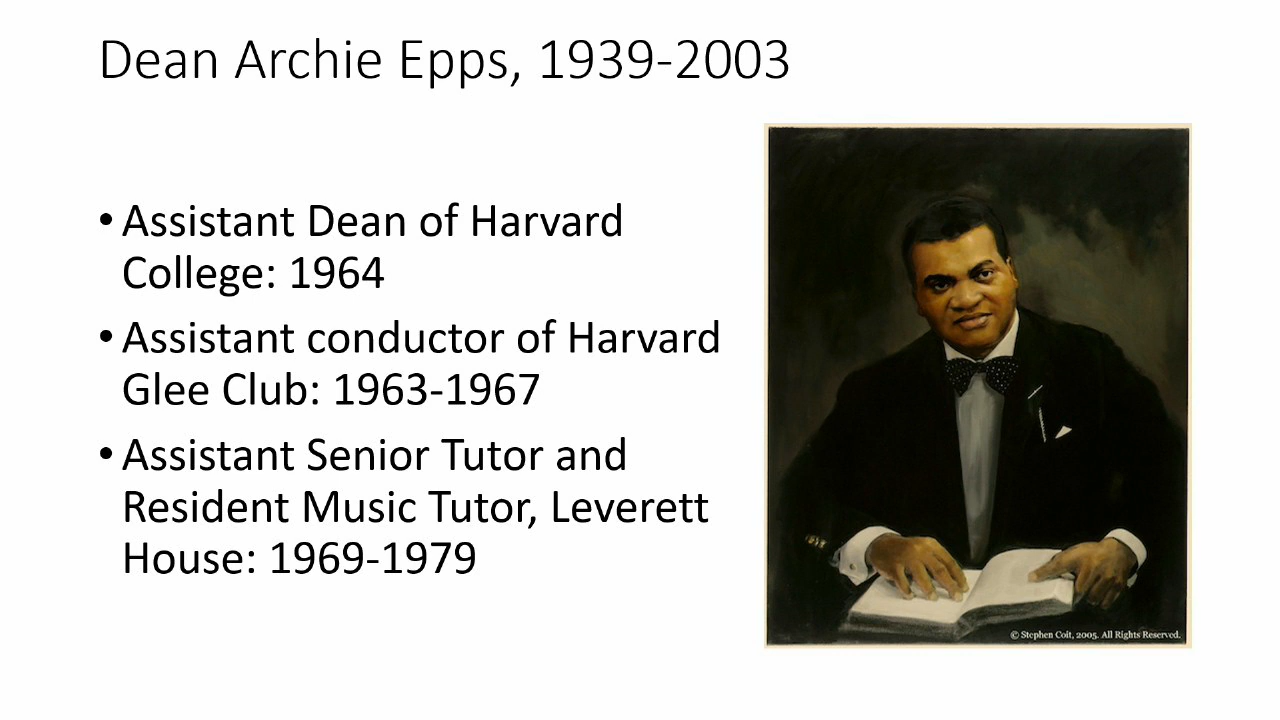 Dean Archie Epps, 1939-2003
• Assistant Dean of Harvard
College: 1964
• Assistant conductor of Harvard
Glee Club: 1963-1967
• Assistant Senior Tutor and
Resident Music Tutor, Leverett
House: 1969-1979
© Stephen Coit, 2005. All Rights Reserved.